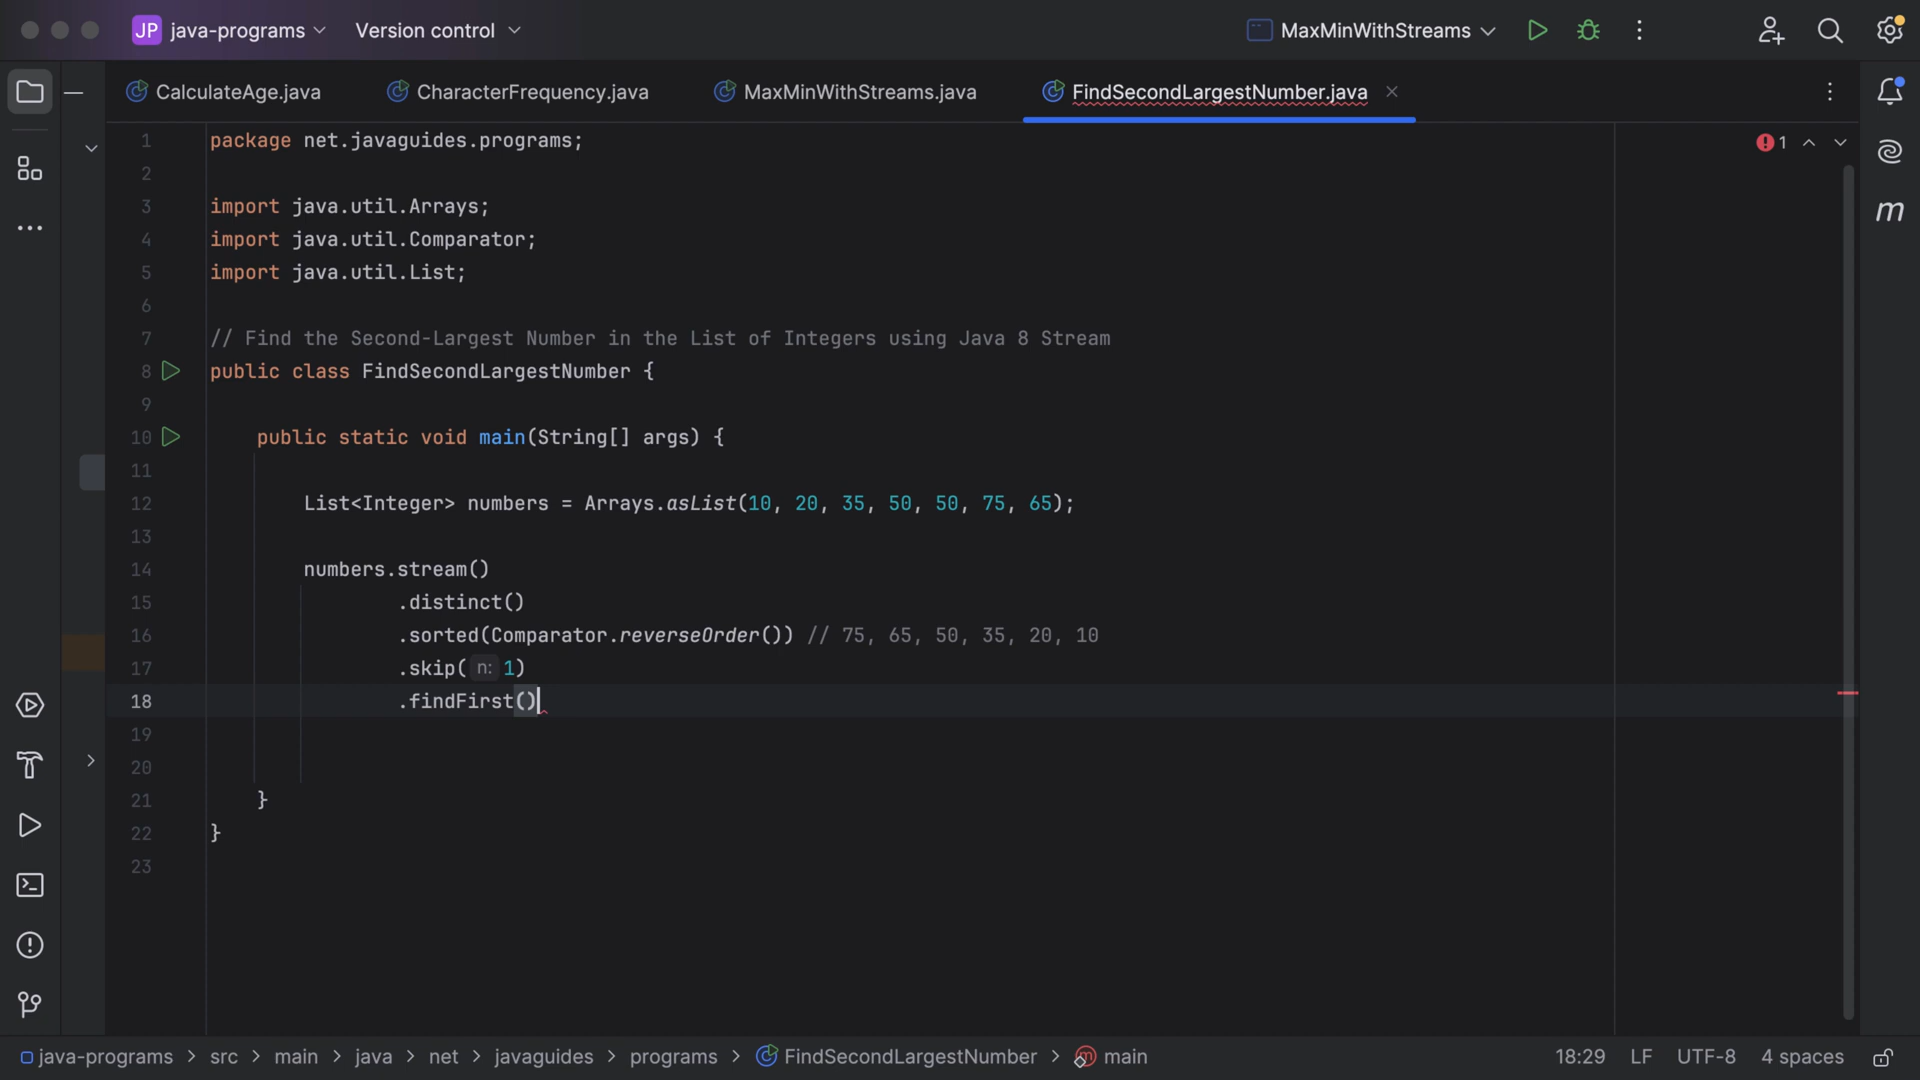 JP java-programs Version control MaxMinWithStreams
CalculateAge.java CharacterFrequency.java MaxMinWithStreams.java FindSecondLargestNumber.java
1 package net.javaguides.programs; 1
2
3 import java.util.Arrays;
4 import java.util.Comparator;
5 import java.util.List;
6
7 // Find the Second-Largest Number in the List of Integers using Java 8 Stream
8 public class FindSecondLargestNumber {
9
10 public static void main(String[] args) {
11
12 List<Integer> numbers = Arrays.asList(10, 20, 35, 50, 50, 75, 65);
13
14 numbers.stream()
15 .distinct()
16 .sorted(Comparator.reverseOrder()) // 75, 65, 50, 35, 20, 10
17 .skip( n: 1)
18 .findFirst()
19
20
21 }
22 }
23
m
java-programs > src > main > java > net > javaguides > programs > FindSecondLargestNumber > m main 18:29 LF UTF-8 4 spaces